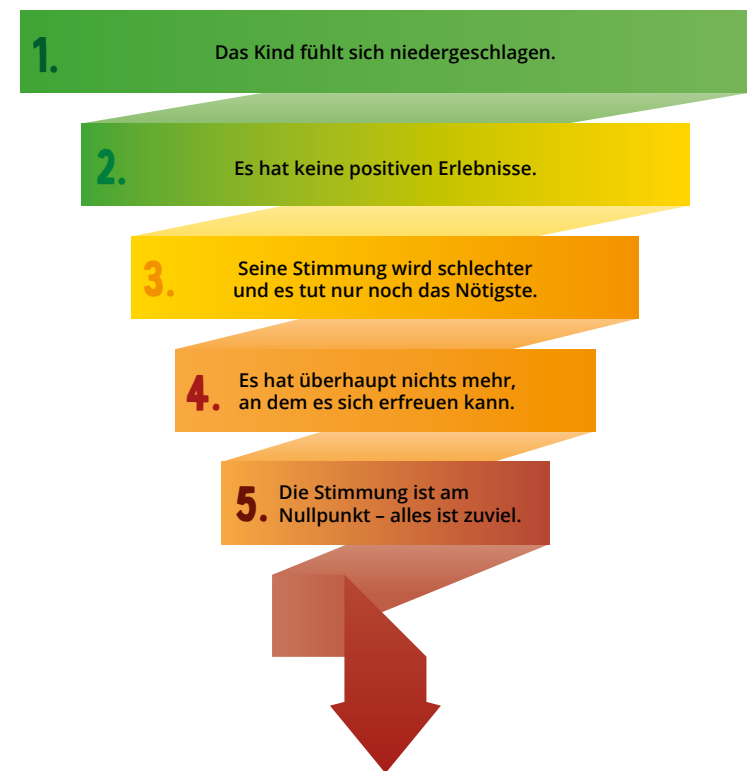 1. Das Kind fühlt sich niedergeschlagen.
2. Es hat keine positiven Erlebnisse.
3. Seine Stimmung wird schlechter
und es tut nur noch das Nötigste.
4. Es hat überhaupt nichts mehr,
an dem es sich erfreuen kann.
5. Die Stimmung ist am
Nullpunkt – alles ist zuviel.